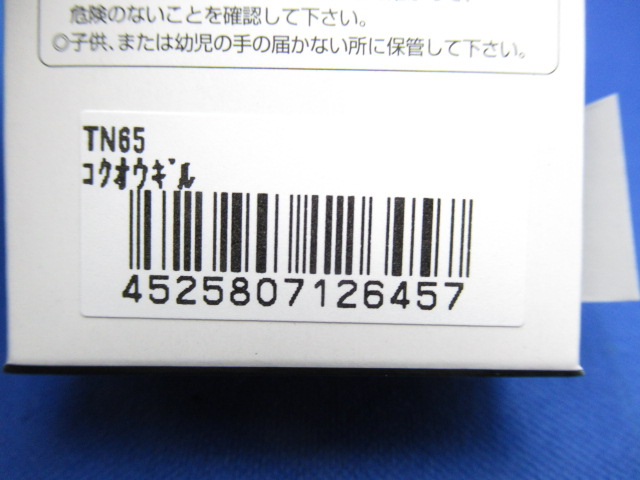 危険のないことを確認して下さい。
◎子供、または幼児の手の届かない所に保管して下さい。
TN65
コクオウギル
4525807126457